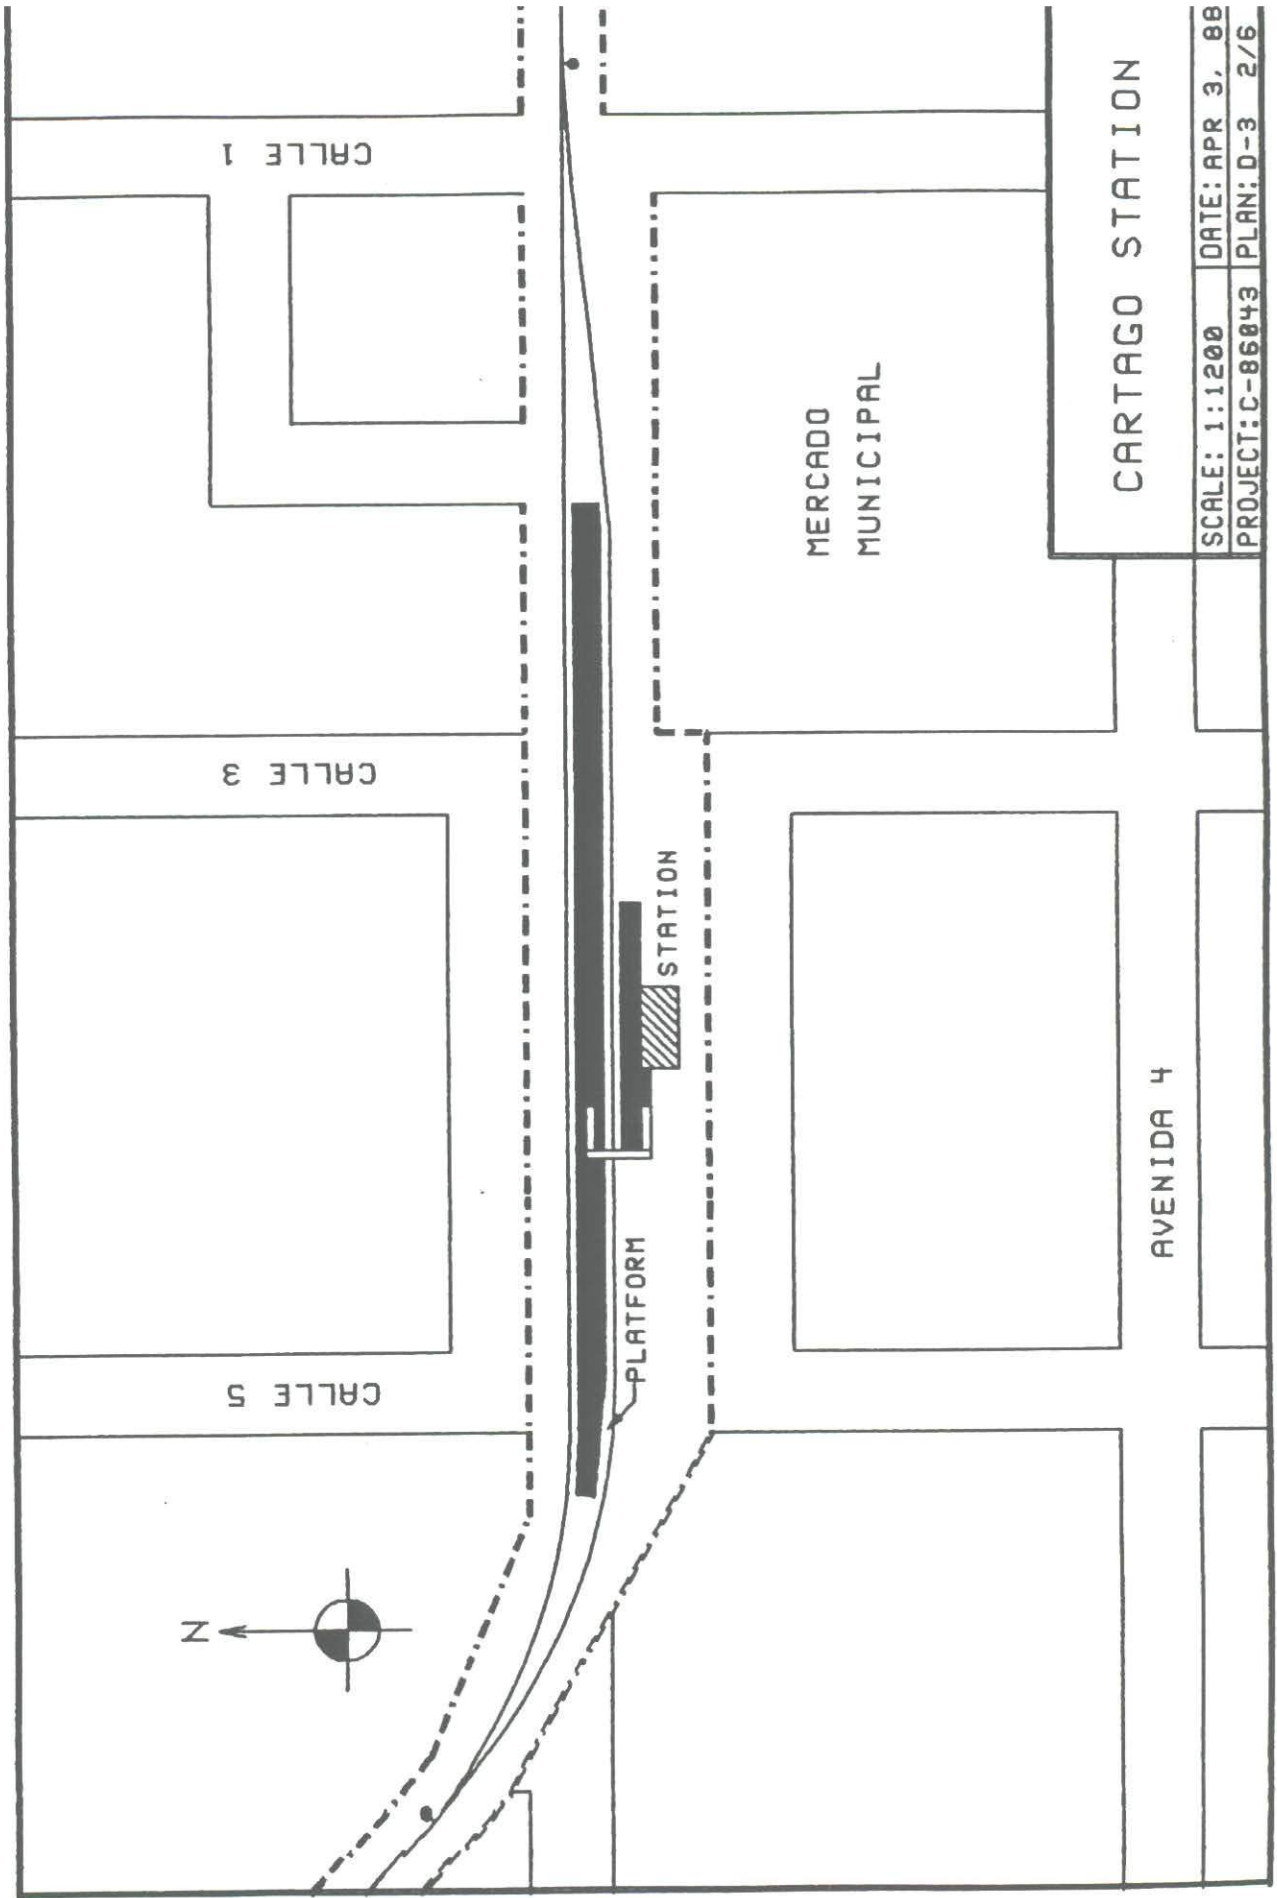 N
CALLE 5
CALLE 3
CALLE 1
PLATFORM
STATION
MERCADO
MUNICIPAL
AVENIDA 4
CARTAGO STATION
SCALE: 1:1200 DATE: APR 3, 88
PROJECT: C-86043 PLAN: D-3 2/6